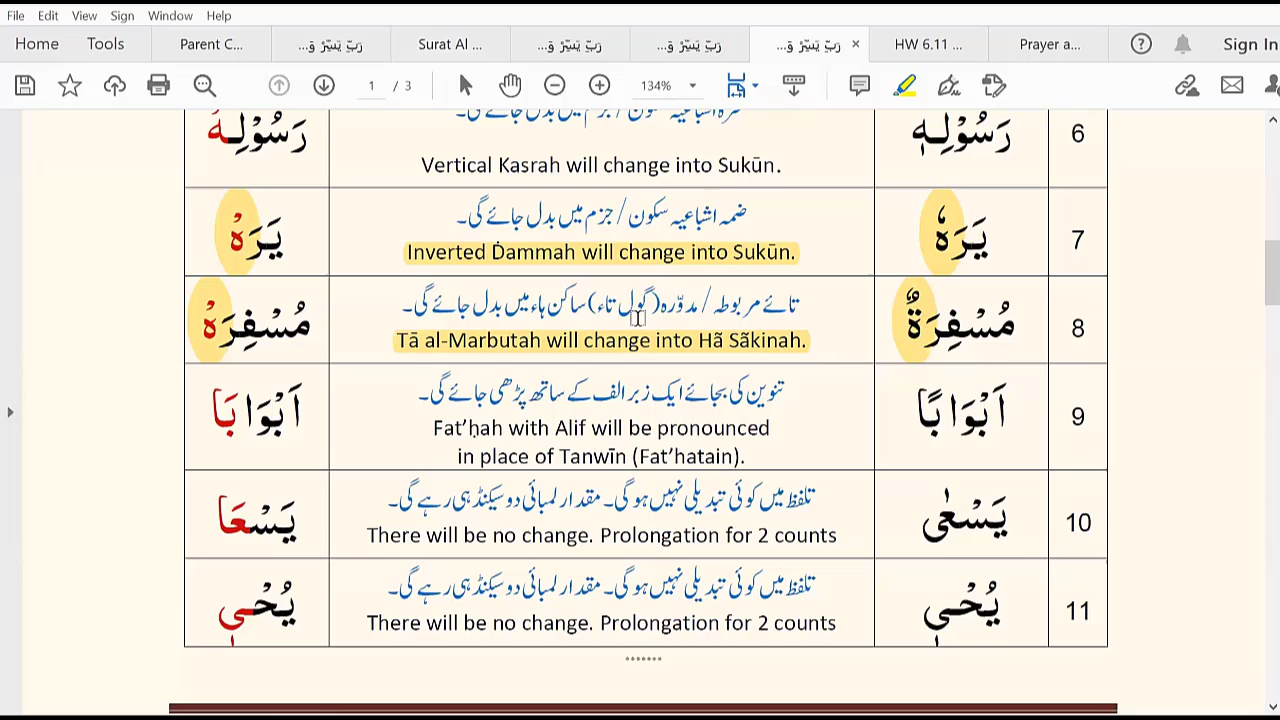 File Edit View Sign Window Help
Home Tools Parent C... رَبِّ يَسِّرْ وَ... Surat Al ... رَبِّ يَسِّرْ وَ... رَبِّ يَسِّرْ وَ... رَبِّ يَسِّرْ وَ... × HW 6.11 ... Prayer a... Sign In
1 / 3 134%
6 رَسُوْلِهٖ رَسُوْلِهْ
Vertical Kasrah will change into Sukūn.
ضمہ اشباعیہ سکون/جزم میں بدل جائے گی۔
7 يَرَهٗ يَرَهْ
Inverted Ḋammah will change into Sukūn.
تائے مربوطہ/مدوّرہ(گول تاء)ساکن ہاء میں بدل جائے گی۔
8 مُسْفِرَةٌ مُسْفِرَهْ
Tā al-Marbutah will change into Hã Sãkinah.
تنوین کی بجائے ایک زبر الف کے ساتھ پڑھی جائے گی۔
9 اَبْوَابًا اَبْوَابَا
Fat’ḥah with Alif will be pronounced
in place of Tanwīn (Fat’hatain).
تلفظ میں کوئی تبدیلی نہیں ہوگی۔ مقدار لمبائی دو سیکنڈ ہی رہے گی۔
10 يَسْعٰى يَسْعَا
There will be no change. Prolongation for 2 counts
تلفظ میں کوئی تبدیلی نہیں ہوگی۔ مقدار لمبائی دو سیکنڈ ہی رہے گی۔
11 يُحْيٖ يُحْيٖ
There will be no change. Prolongation for 2 counts